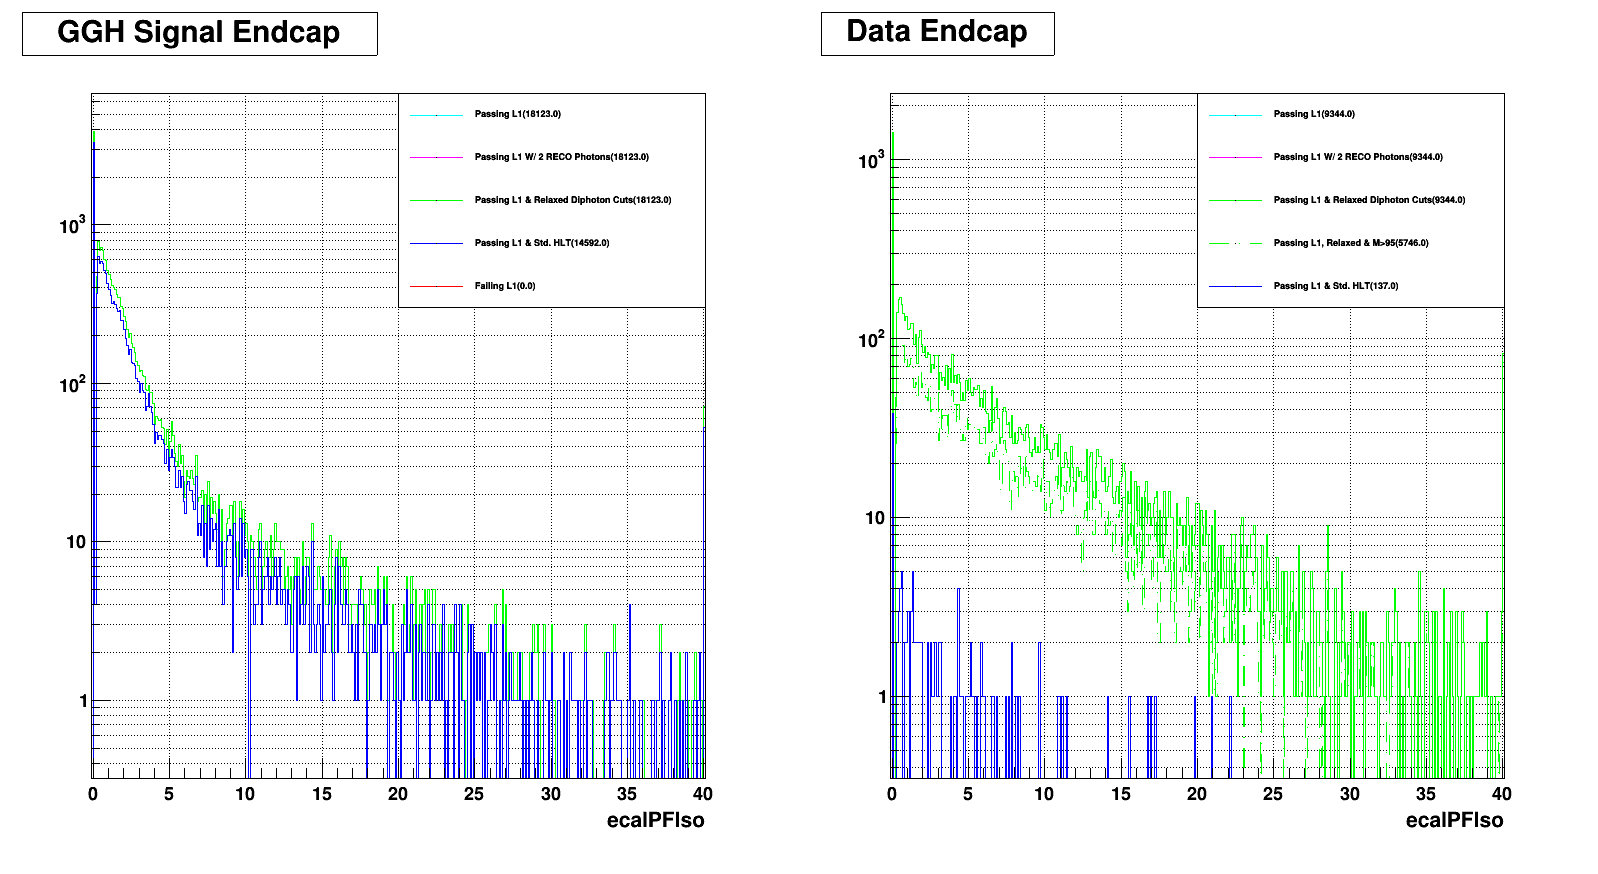 GGH Signal Endcap
Passing L1(18123.0)
Passing L1 W/ 2 RECO Photons(18123.0)
Passing L1 & Relaxed Diphoton Cuts(18123.0)
Passing L1 & Std. HLT(14592.0)
Failing L1(0.0)
10³
10²
10
1
0 5 10 15 20 25 30 35 40
ecalPFIso
Data Endcap
Passing L1(9344.0)
Passing L1 W/ 2 RECO Photons(9344.0)
Passing L1 & Relaxed Diphoton Cuts(9344.0)
Passing L1, Relaxed & M>95(5746.0)
Passing L1 & Std. HLT(137.0)
10³
10²
10
1
0 5 10 15 20 25 30 35 40
ecalPFIso